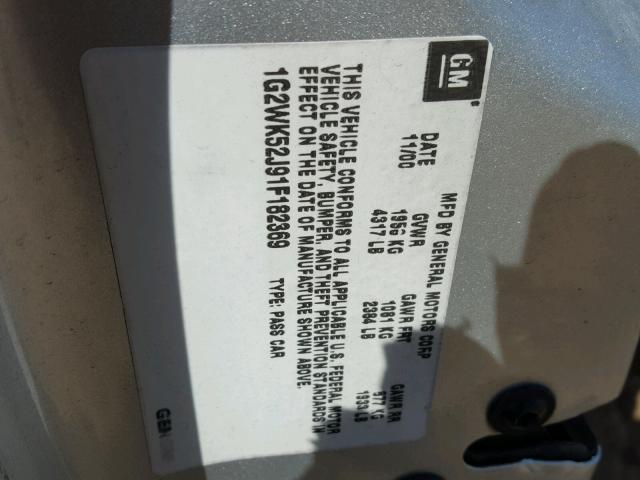 GM
MFD BY GENERAL MOTORS CORP
DATE GVWR GAWR FRT GAWR RR
11/00 1956 KG 1081 KG 877 KG
4317 LB 2384 LB 1933 LB
THIS VEHICLE CONFORMS TO ALL APPLICABLE U.S. FEDERAL MOTOR
VEHICLE SAFETY, BUMPER, AND THEFT PREVENTION STANDARDS IN
EFFECT ON THE DATE OF MANUFACTURE SHOWN ABOVE.
1G2WK52J91F182369 TYPE: PASS CAR